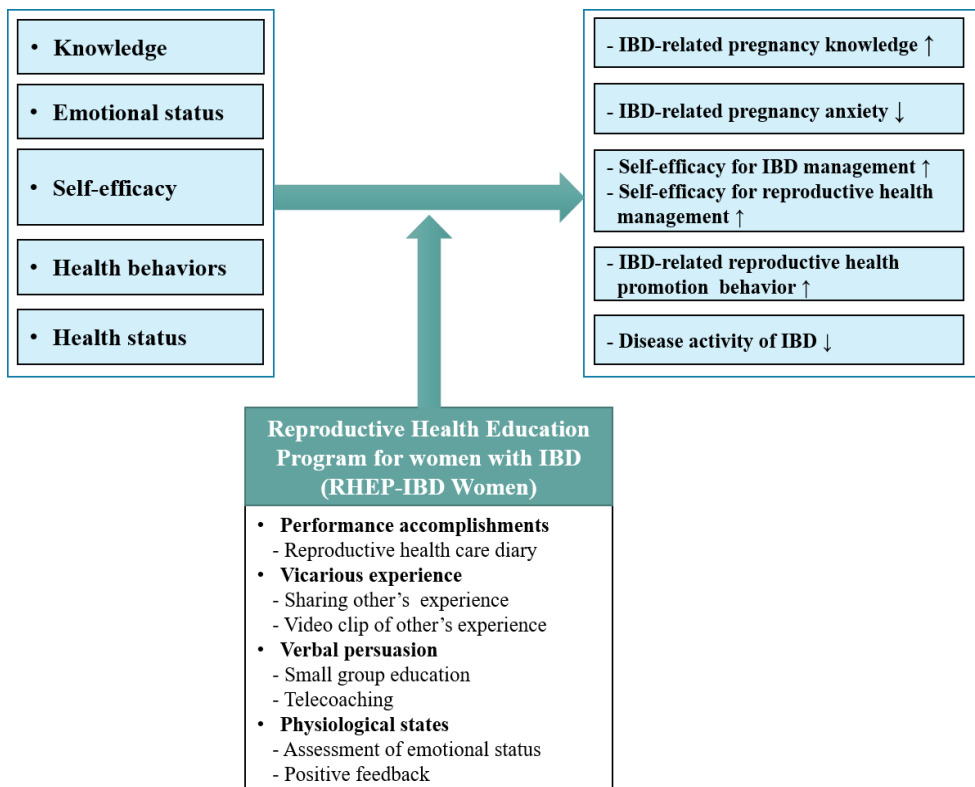 • Knowledge
• Emotional status
• Self-efficacy
• Health behaviors
• Health status
- IBD-related pregnancy knowledge ↑
- IBD-related pregnancy anxiety ↓
- Self-efficacy for IBD management ↑
- Self-efficacy for reproductive health
management ↑
- IBD-related reproductive health
promotion behavior ↑
- Disease activity of IBD ↓
Reproductive Health Education
Program for women with IBD
(RHEP-IBD Women)
• Performance accomplishments
- Reproductive health care diary
• Vicarious experience
- Sharing other’s experience
- Video clip of other’s experience
• Verbal persuasion
- Small group education
- Telecoaching
• Physiological states
- Assessment of emotional status
- Positive feedback